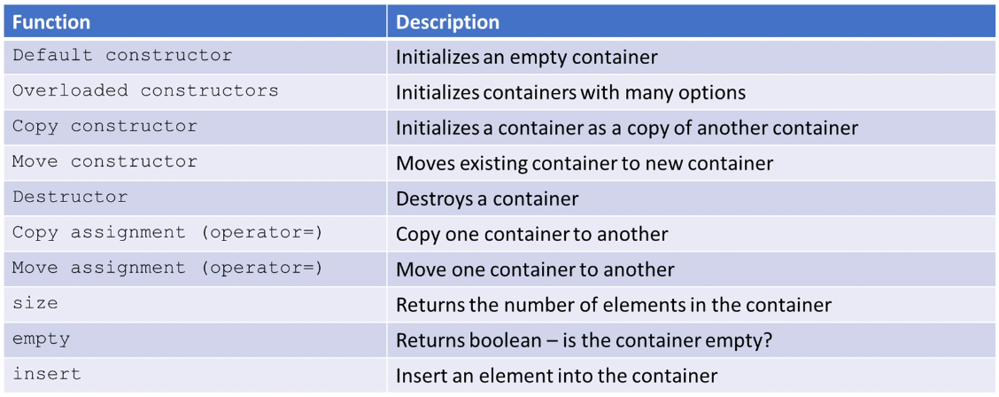 Function Description
Default constructor Initializes an empty container
Overloaded constructors Initializes containers with many options
Copy constructor Initializes a container as a copy of another container
Move constructor Moves existing container to new container
Destructor Destroys a container
Copy assignment (operator=) Copy one container to another
Move assignment (operator=) Move one container to another
size Returns the number of elements in the container
empty Returns boolean – is the container empty?
insert Insert an element into the container